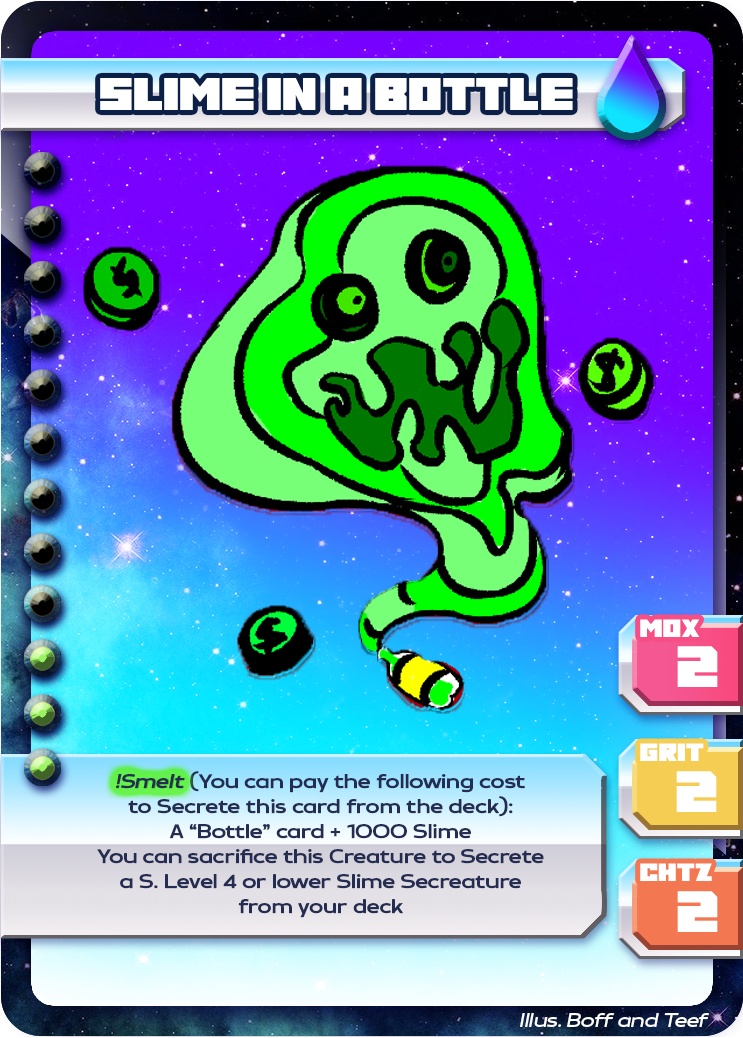 SLIME IN A BOTTLE
$
$
$
MOX
2
!Smelt (You can pay the following cost
to Secrete this card from the deck):
A “Bottle” card + 1000 Slime
You can sacrifice this Creature to Secrete
a S. Level 4 or lower Slime Secreature
from your deck
GRIT
2
CHTZ
2
Illus. Boff and Teef